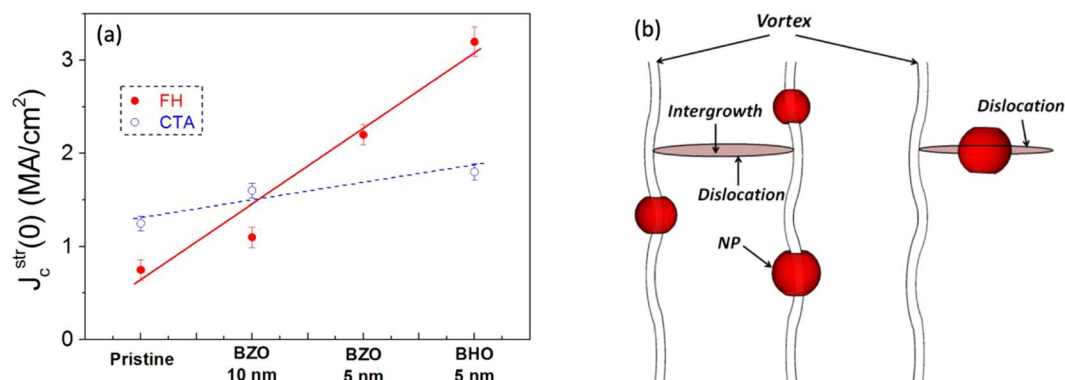 (a)
J_c^str(0) (MA/cm²)
3
2
1
0
FH
CTA
Pristine
BZO
10 nm
BZO
5 nm
BHO
5 nm
(b)
Vortex
Intergrowth
Dislocation
Dislocation
NP